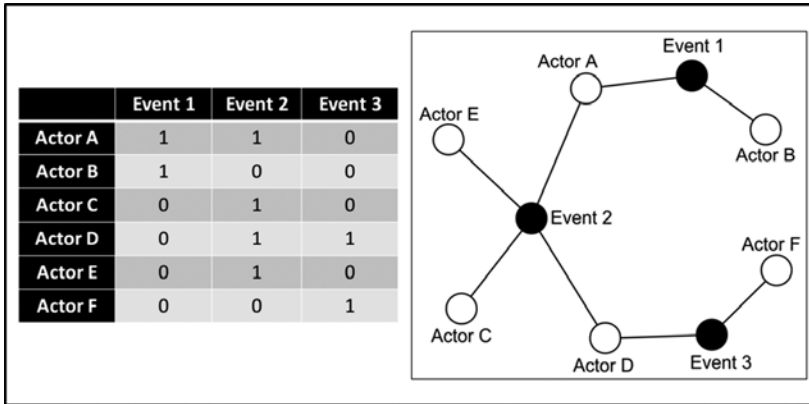 Event 1 Event 2 Event 3
Actor A 1 1 0
Actor B 1 0 0
Actor C 0 1 0
Actor D 0 1 1
Actor E 0 1 0
Actor F 0 0 1
Event 1
Actor A
Actor E
Actor B
Event 2
Actor F
Actor C
Actor D
Event 3